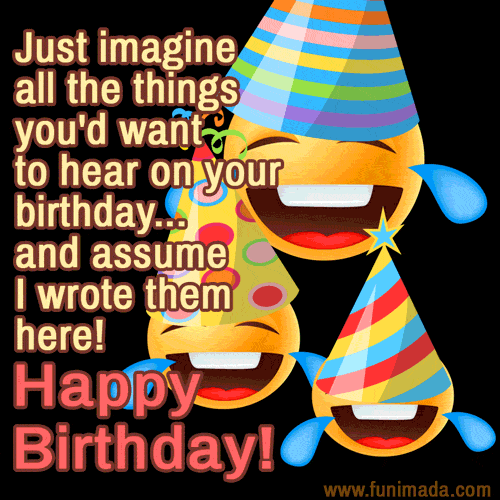 Just imagine
all the things
you'd want
to hear on your
birthday...
and assume
I wrote them
here!
Happy
Birthday!
www.funimada.com